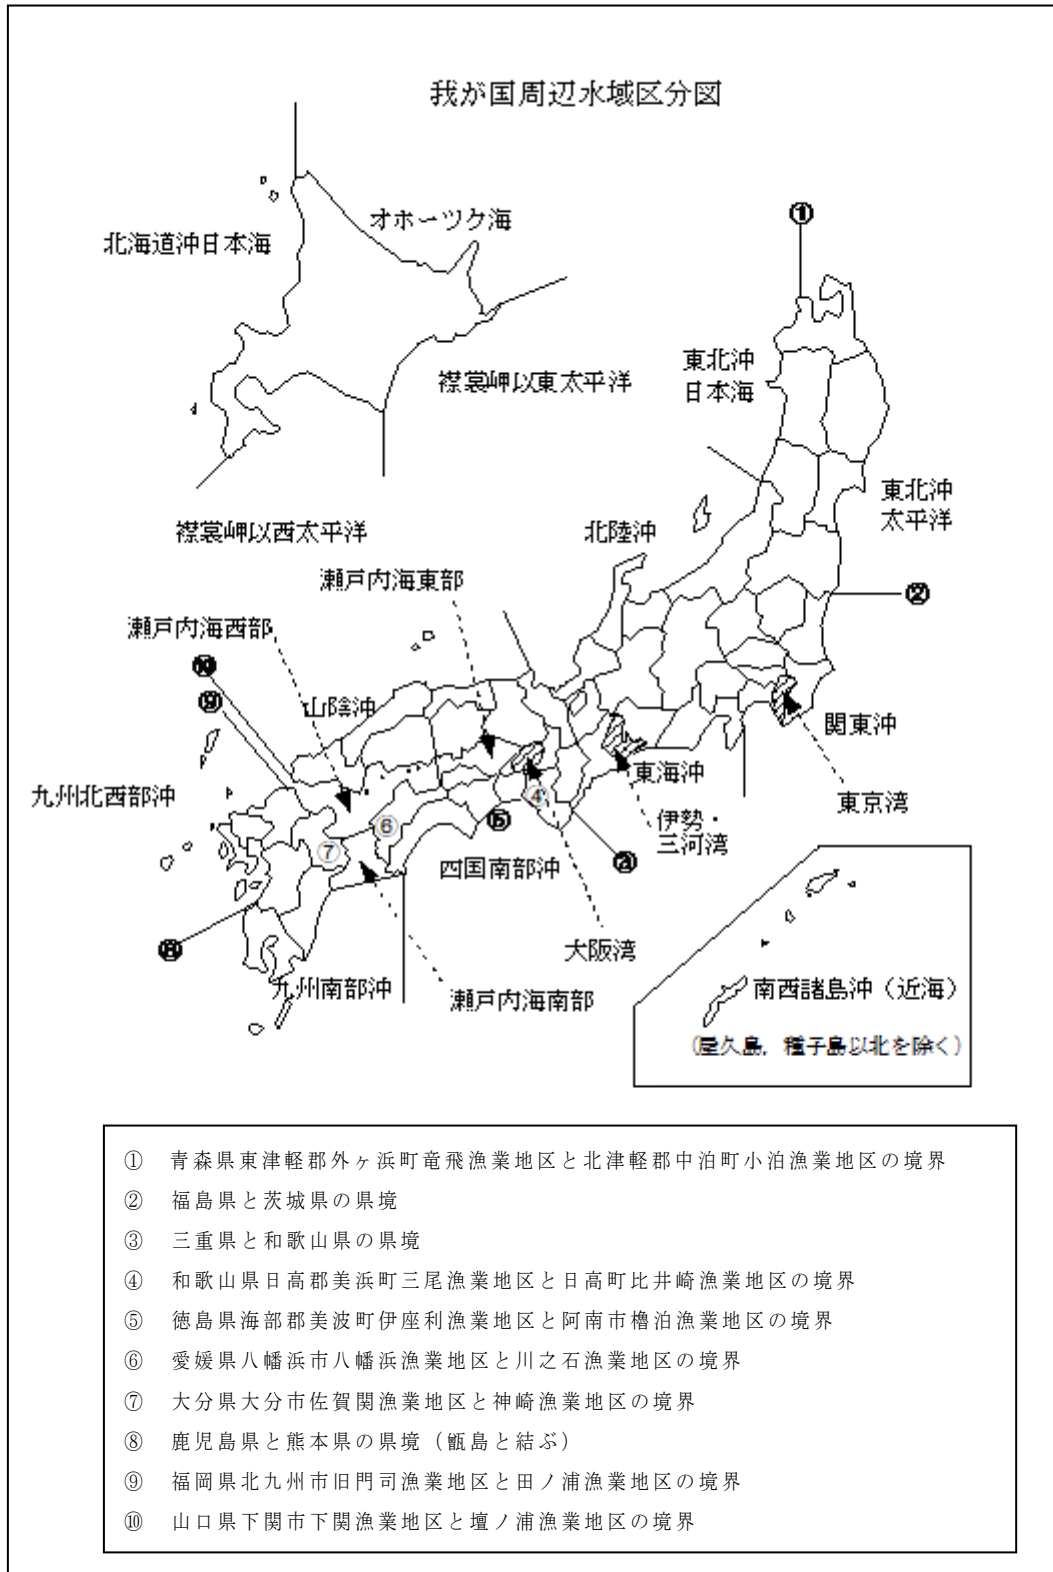 我が国周辺水域区分図
①
オホーツク海
北海道沖日本海
東北沖
日本海
襟裳岬以東太平洋
東北沖
太平洋
北陸沖
襟裳岬以西太平洋
瀬戸内海東部
②
瀬戸内海西部
⑩
⑨
山陰沖
関東沖
東海沖
九州北西部沖
④
東京湾
⑤
伊勢・
三河湾
⑥
⑦
四国南部沖
③
⑧
大阪湾
九州南部沖
瀬戸内海南部
南西諸島沖（近海）
(屋久島，種子島以北を除く)
① 青森県東津軽郡外ヶ浜町竜飛漁業地区と北津軽郡中泊町小泊漁業地区の境界
② 福島県と茨城県の県境
③ 三重県と和歌山県の県境
④ 和歌山県日高郡美浜町三尾漁業地区と日高町比井崎漁業地区の境界
⑤ 徳島県海部郡美波町伊座利漁業地区と阿南市椿泊漁業地区の境界
⑥ 愛媛県八幡浜市八幡浜漁業地区と川之石漁業地区の境界
⑦ 大分県大分市佐賀関漁業地区と神崎漁業地区の境界
⑧ 鹿児島県と熊本県の県境（甑島と結ぶ）
⑨ 福岡県北九州市旧門司漁業地区と田ノ浦漁業地区の境界
⑩ 山口県下関市下関漁業地区と壇ノ浦漁業地区の境界